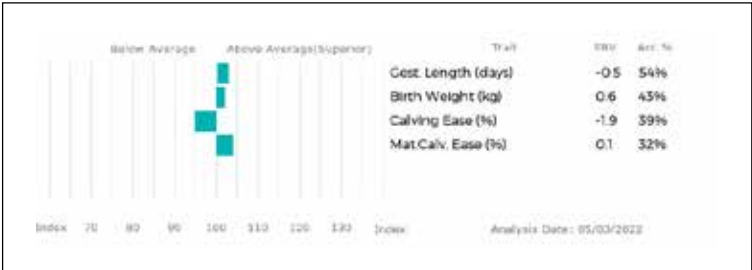 Below Average Above Average(Superior) Trait EBV Acc. %
Gest. Length (days) -0.5 54%
Birth Weight (kg) 0.6 43%
Calving Ease (%) -1.9 39%
Mat.Calv. Ease (%) 0.1 32%
Index 70 80 90 100 110 120 130 Index Analysis Date: 05/03/2022